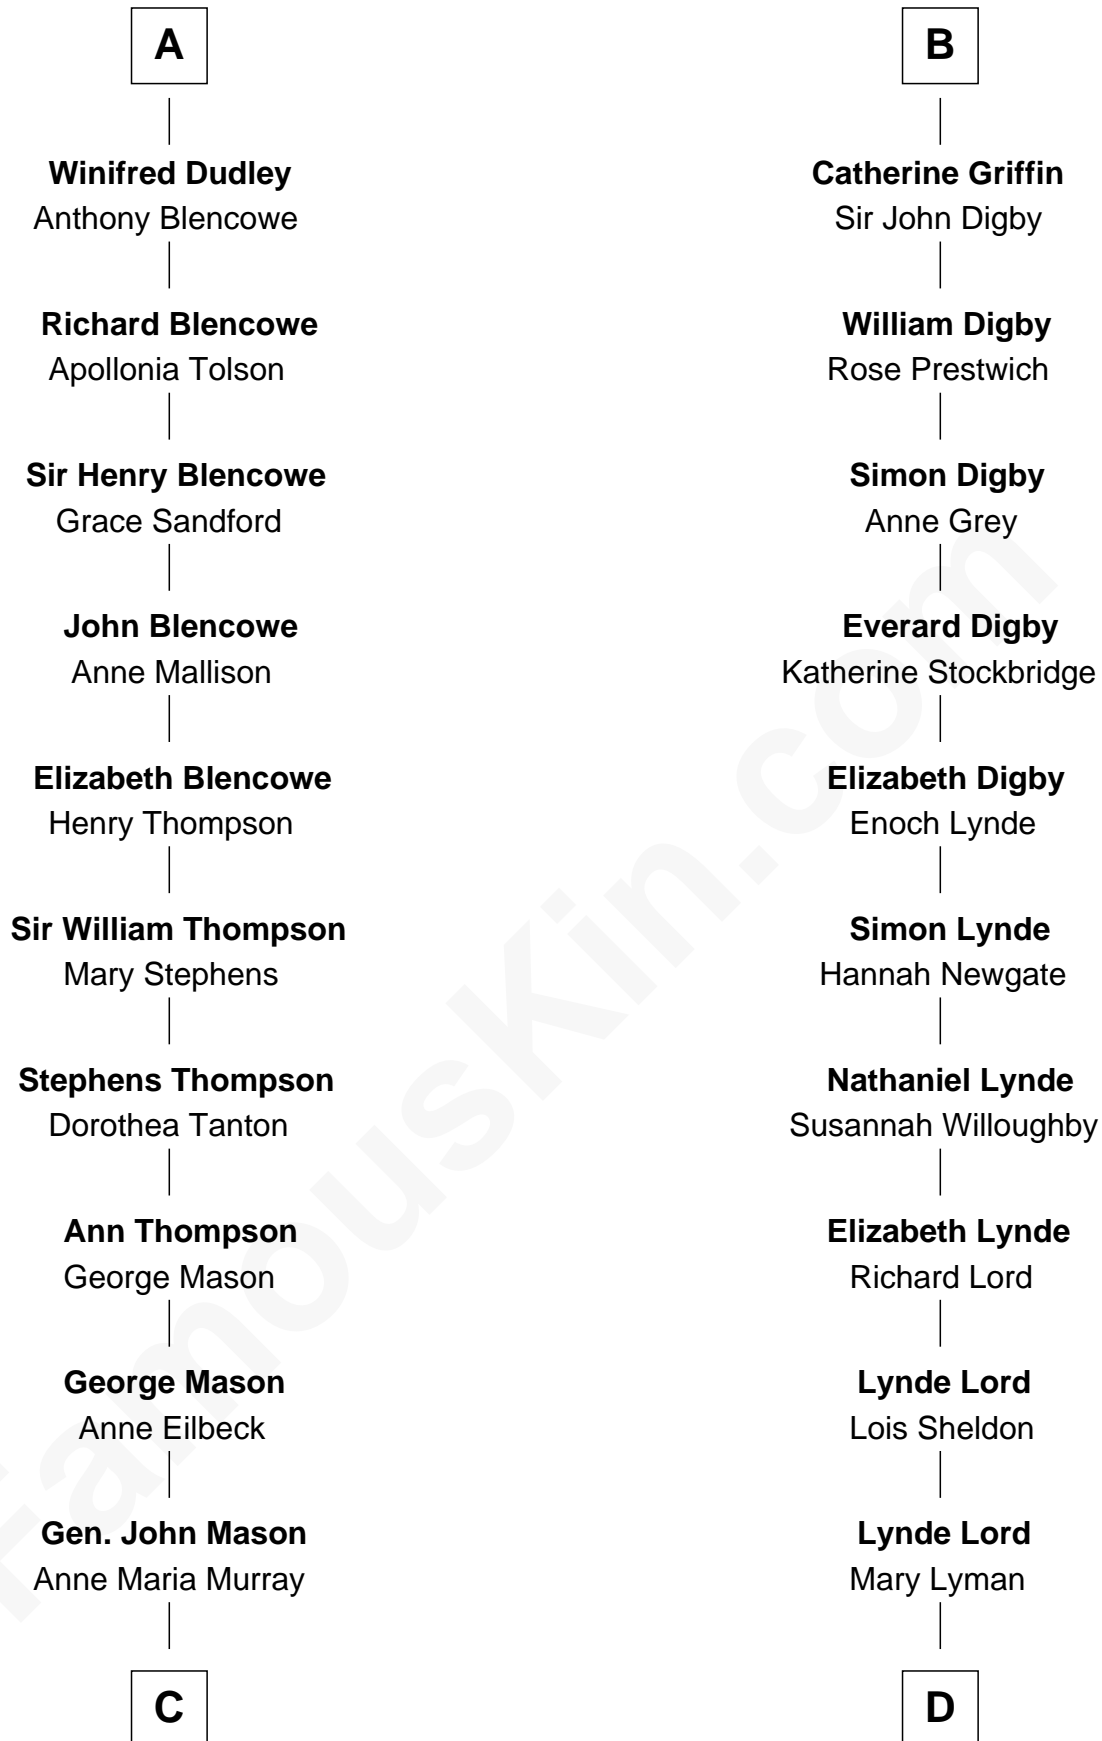 A
Winifred Dudley
Anthony Blencowe
Richard Blencowe
Apollonia Tolson
Sir Henry Blencowe
Grace Sandford
John Blencowe
Anne Mallison
Elizabeth Blencowe
Henry Thompson
Sir William Thompson
Mary Stephens
Stephens Thompson
Dorothea Tanton
Ann Thompson
George Mason
George Mason
Anne Eilbeck
Gen. John Mason
Anne Maria Murray
C
B
Catherine Griffin
Sir John Digby
William Digby
Rose Prestwich
Simon Digby
Anne Grey
Everard Digby
Katherine Stockbridge
Elizabeth Digby
Enoch Lynde
Simon Lynde
Hannah Newgate
Nathaniel Lynde
Susannah Willoughby
Elizabeth Lynde
Richard Lord
Lynde Lord
Lois Sheldon
Lynde Lord
Mary Lyman
D
FamousKin.com